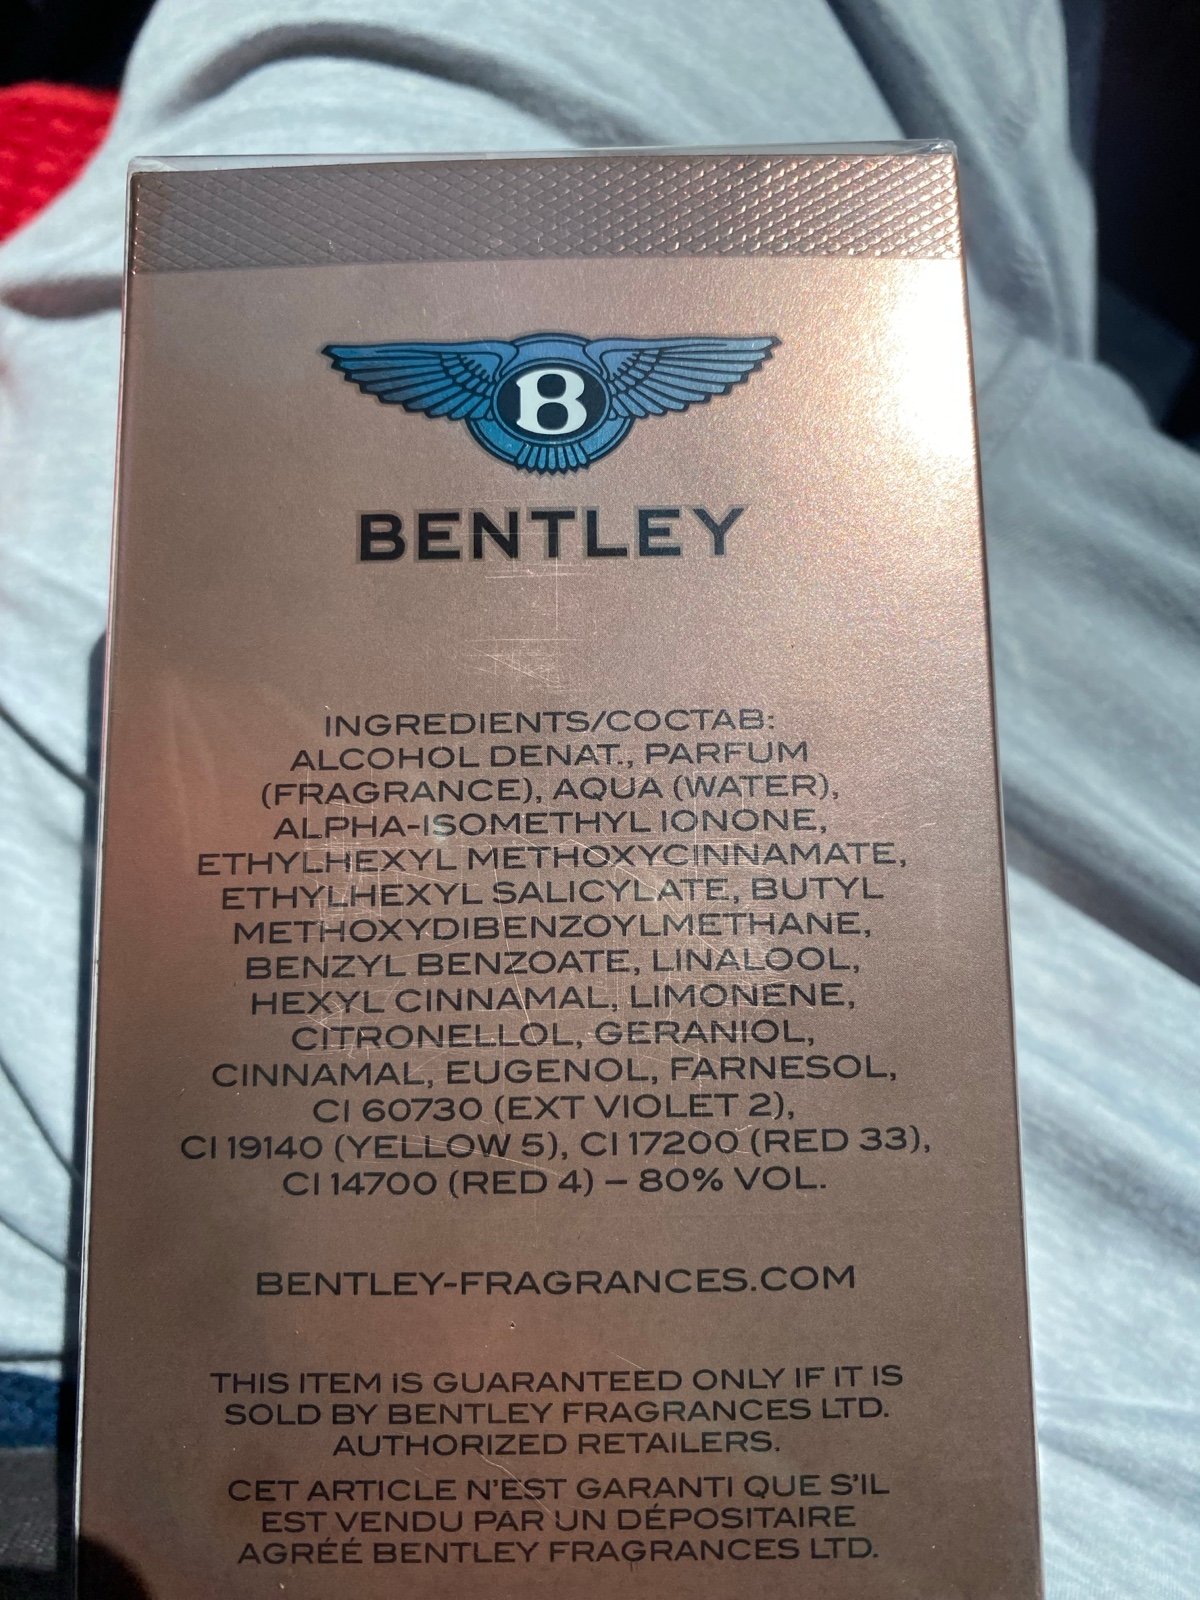 B
BENTLEY
INGREDIENTS/COCTAB:
ALCOHOL DENAT., PARFUM
(FRAGRANCE), AQUA (WATER),
ALPHA-ISOMETHYL IONONE,
ETHYLHEXYL METHOXYCINNAMATE,
ETHYLHEXYL SALICYLATE, BUTYL
METHOXYDIBENZOYLMETHANE,
BENZYL BENZOATE, LINALOOL,
HEXYL CINNAMAL, LIMONENE,
CITRONELLOL, GERANIOL,
CINNAMAL, EUGENOL, FARNESOL,
CI 60730 (EXT VIOLET 2),
CI 19140 (YELLOW 5), CI 17200 (RED 33),
CI 14700 (RED 4) – 80% VOL.
BENTLEY-FRAGRANCES.COM
THIS ITEM IS GUARANTEED ONLY IF IT IS
SOLD BY BENTLEY FRAGRANCES LTD.
AUTHORIZED RETAILERS.
CET ARTICLE N'EST GARANTI QUE S'IL
EST VENDU PAR UN DÉPOSITAIRE
AGRÉÉ BENTLEY FRAGRANCES LTD.